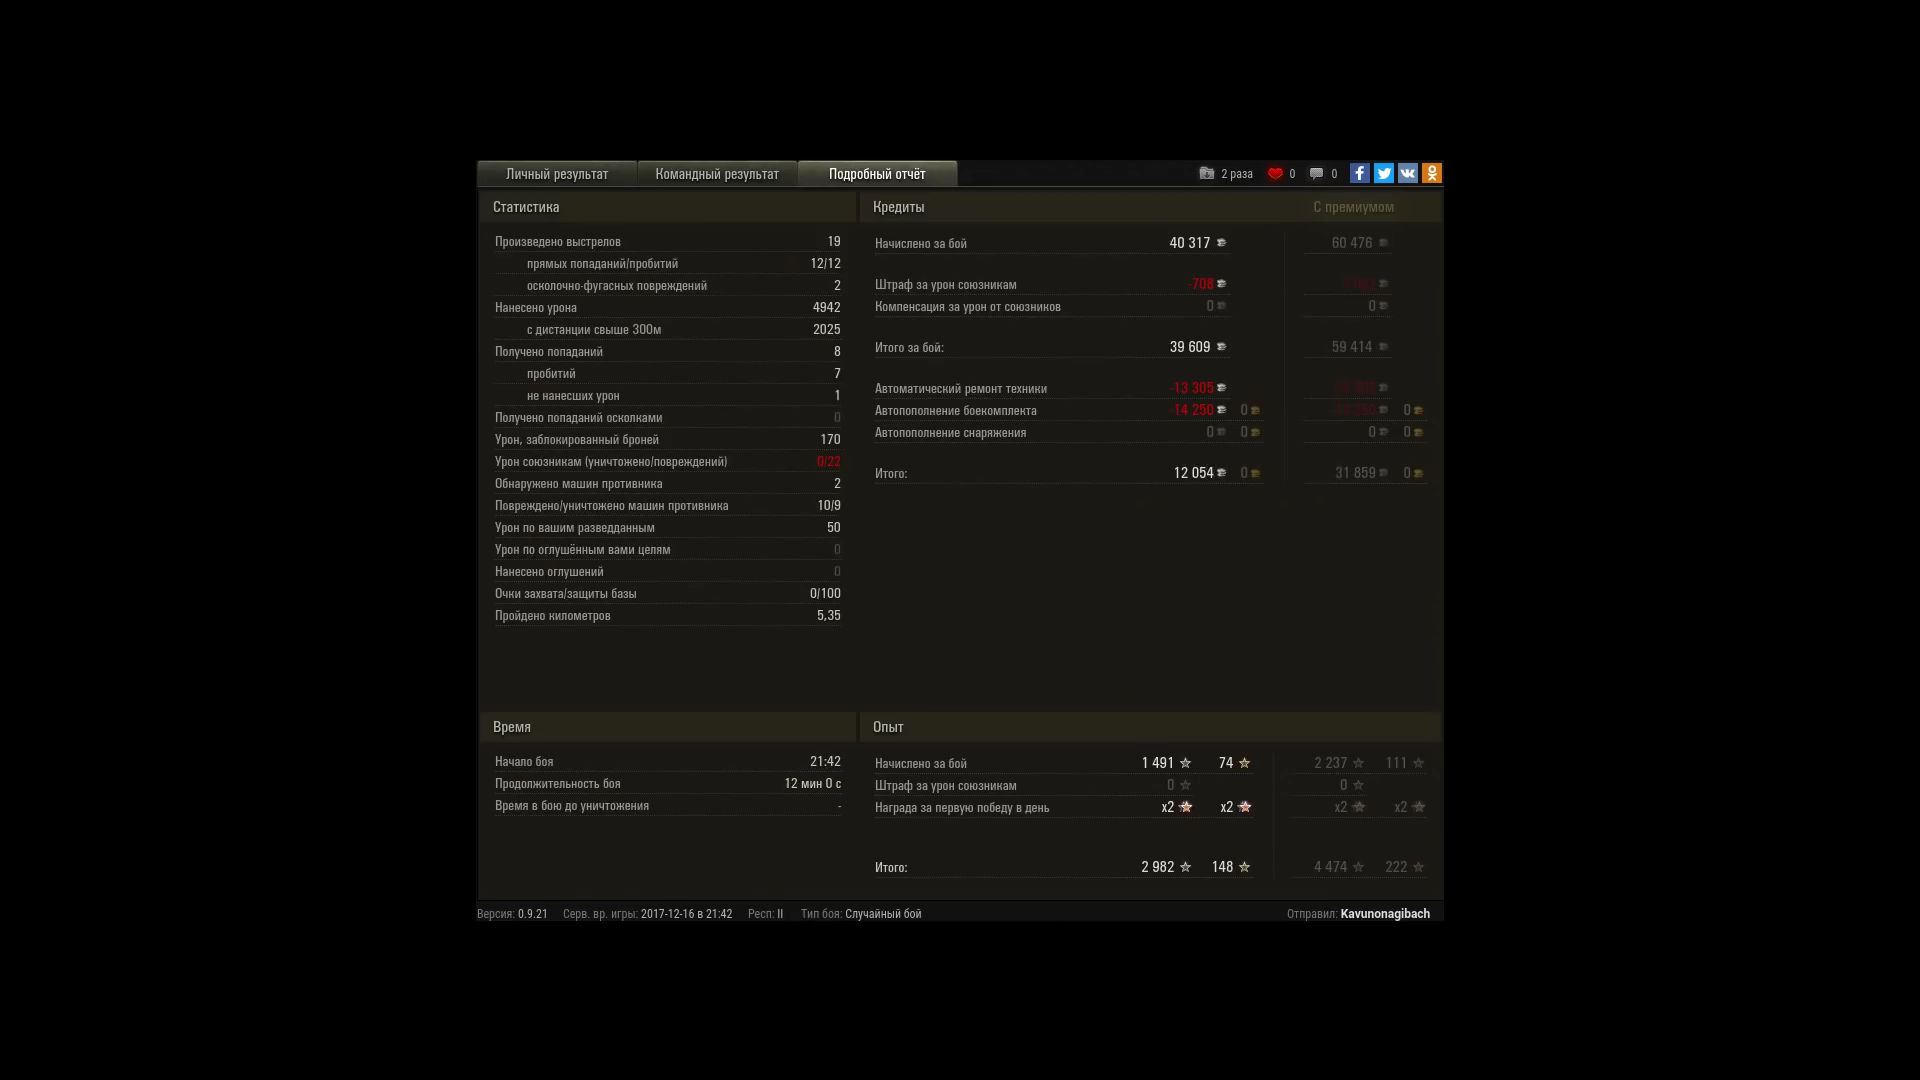 Личный результат Командный результат Подробный отчёт 2 раза 0 0
Статистика
Произведено выстрелов 19
прямых попаданий/пробитий 12/12
осколочно-фугасных повреждений 2
Нанесено урона 4942
с дистанции свыше 300м 2025
Получено попаданий 8
пробитий 7
не нанесших урон 1
Получено попаданий осколками 0
Урон, заблокированный броней 170
Урон союзникам (уничтожено/повреждений) 0/22
Обнаружено машин противника 2
Повреждено/уничтожено машин противника 10/9
Урон по вашим разведданным 50
Урон по оглушённым вами целям 0
Нанесено оглушений 0
Очки захвата/защиты базы 0/100
Пройдено километров 5,35
Кредиты С премиумом
Начислено за бой 40 317 60 476
Штраф за урон союзникам -708
Компенсация за урон от союзников 0 0
Итого за бой: 39 609 59 414
Автоматический ремонт техники -13 305
Автопополнение боекомплекта -14 250 0 0
Автопополнение снаряжения 0 0 0 0
Итого: 12 054 0 31 859 0
Время
Начало боя 21:42
Продолжительность боя 12 мин 0 с
Время в бою до уничтожения -
Опыт
Начислено за бой 1 491 74 2 237 111
Штраф за урон союзникам 0 0
Награда за первую победу в день x2 x2 x2 x2
Итого: 2 982 148 4 474 222
Версия: 0.9.21 Серв. вр. игры: 2017-12-16 в 21:42 Респ: II Тип боя: Случайный бой Отправил: Kavunonagibach